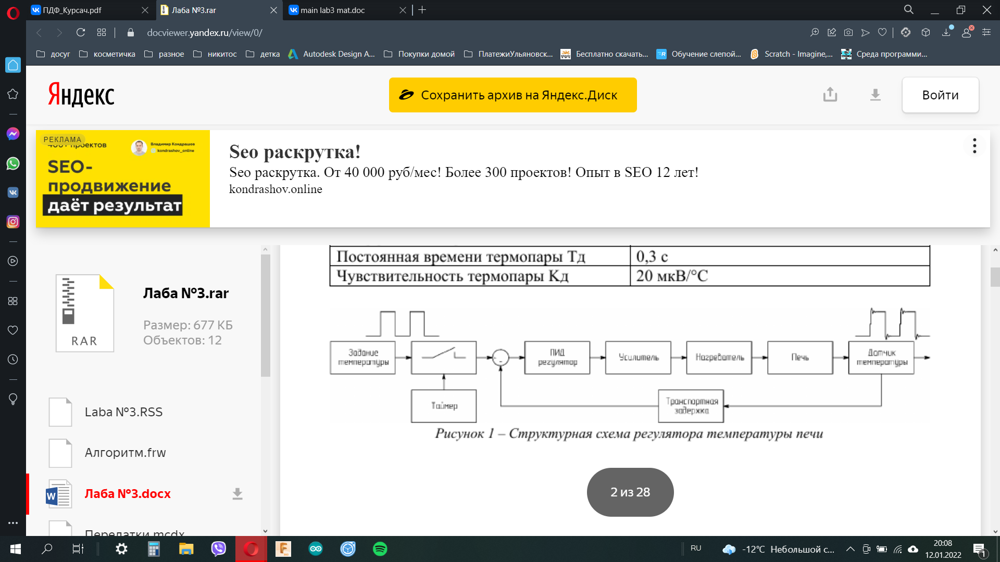 ПДФ_Курсач.pdf
Лаба №3.rar
main lab3 mat.doc
docviewer.yandex.ru/view/0/
досуг
косметичка
разное
никитос
детка
Autodesk Design A...
Покупки домой
ПлатежиУльяновск...
Бесплатно скачать...
Обучение слепой...
Scratch - Imagine,...
Среда программи...
Яндекс
Сохранить архив на Яндекс.Диск
Войти
РЕКЛАМА
400+ проектов
Владимир Кондрашов
kondrashov_online
SEO-
продвижение
даёт результат
Seo раскрутка!
Seo раскрутка. От 40 000 руб/мес! Более 300 проектов! Опыт в SEO 12 лет!
kondrashov.online
RAR
Лаба №3.rar
Размер: 677 КБ
Объектов: 12
Laba №3.RSS
Алгоритм.frw
Лаба №3.docx
Передатки.mcdx
Постоянная времени термопары Тд
0,3 с
Чувствительность термопары Кд
20 мкВ/°С
Задание
температуры
ПИД
регулятор
Усилитель
Нагреватель
Печь
Датчик
температуры
Таймер
Транспортная
задержка
Рисунок 1 – Структурная схема регулятора температуры печи
2 из 28
RU
-12°C Небольшой с...
20:08
12.01.2022
1